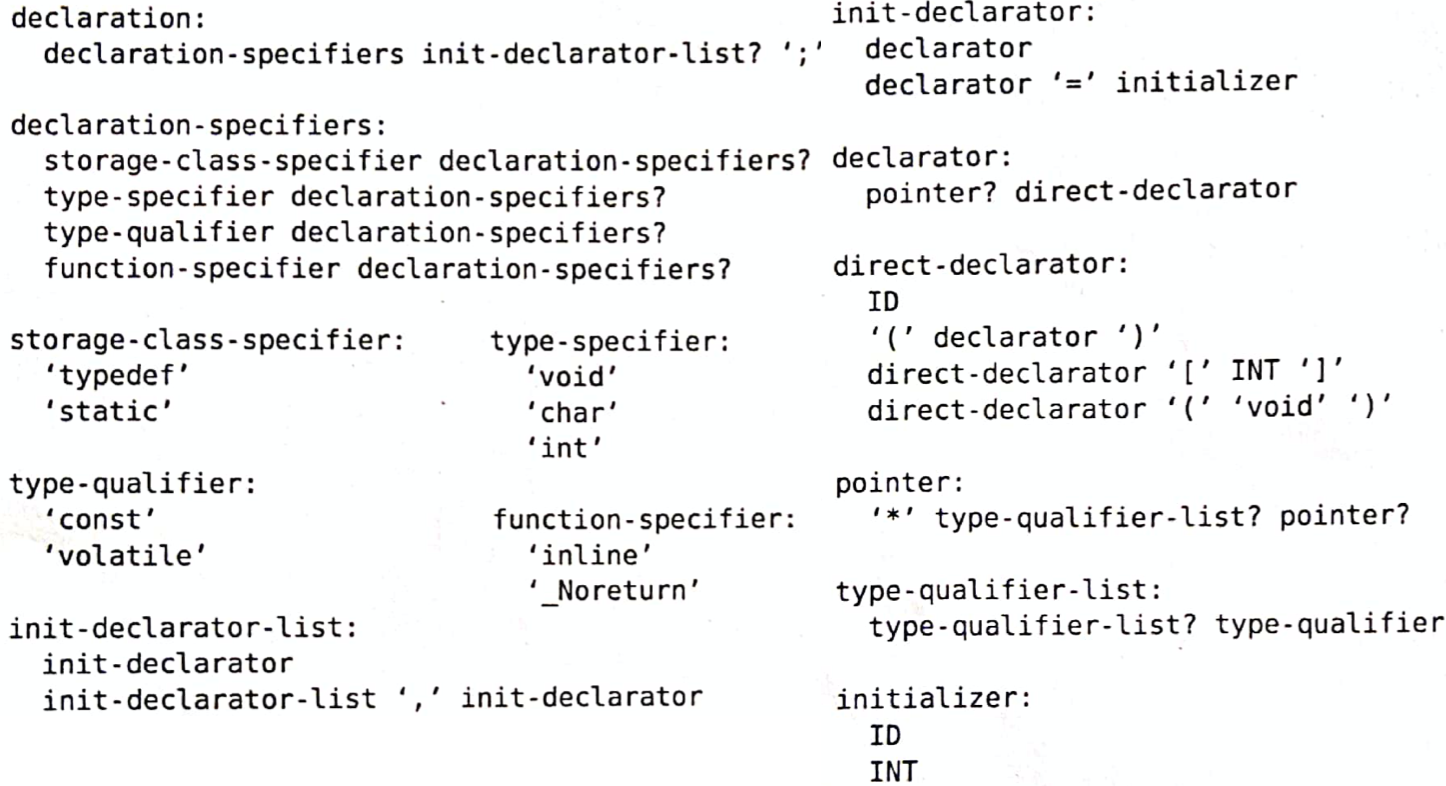 declaration:
declaration-specifiers init-declarator-list? ‘;’
declaration-specifiers:
storage-class-specifier declaration-specifiers?
type-specifier declaration-specifiers?
type-qualifier declaration-specifiers?
function-specifier declaration-specifiers?
storage-class-specifier:
‘typedef’
‘static’
type-specifier:
‘void’
‘char’
‘int’
type-qualifier:
‘const’
‘volatile’
function-specifier:
‘inline’
‘_Noreturn’
init-declarator-list:
init-declarator
init-declarator-list ‘,’ init-declarator
init-declarator:
declarator
declarator ‘=’ initializer
declarator:
pointer? direct-declarator
direct-declarator:
ID
‘(’ declarator ‘)’
direct-declarator ‘[’ INT ‘]’
direct-declarator ‘(’ ‘void’ ‘)’
pointer:
‘*’ type-qualifier-list? pointer?
type-qualifier-list:
type-qualifier-list? type-qualifier
initializer:
ID
INT